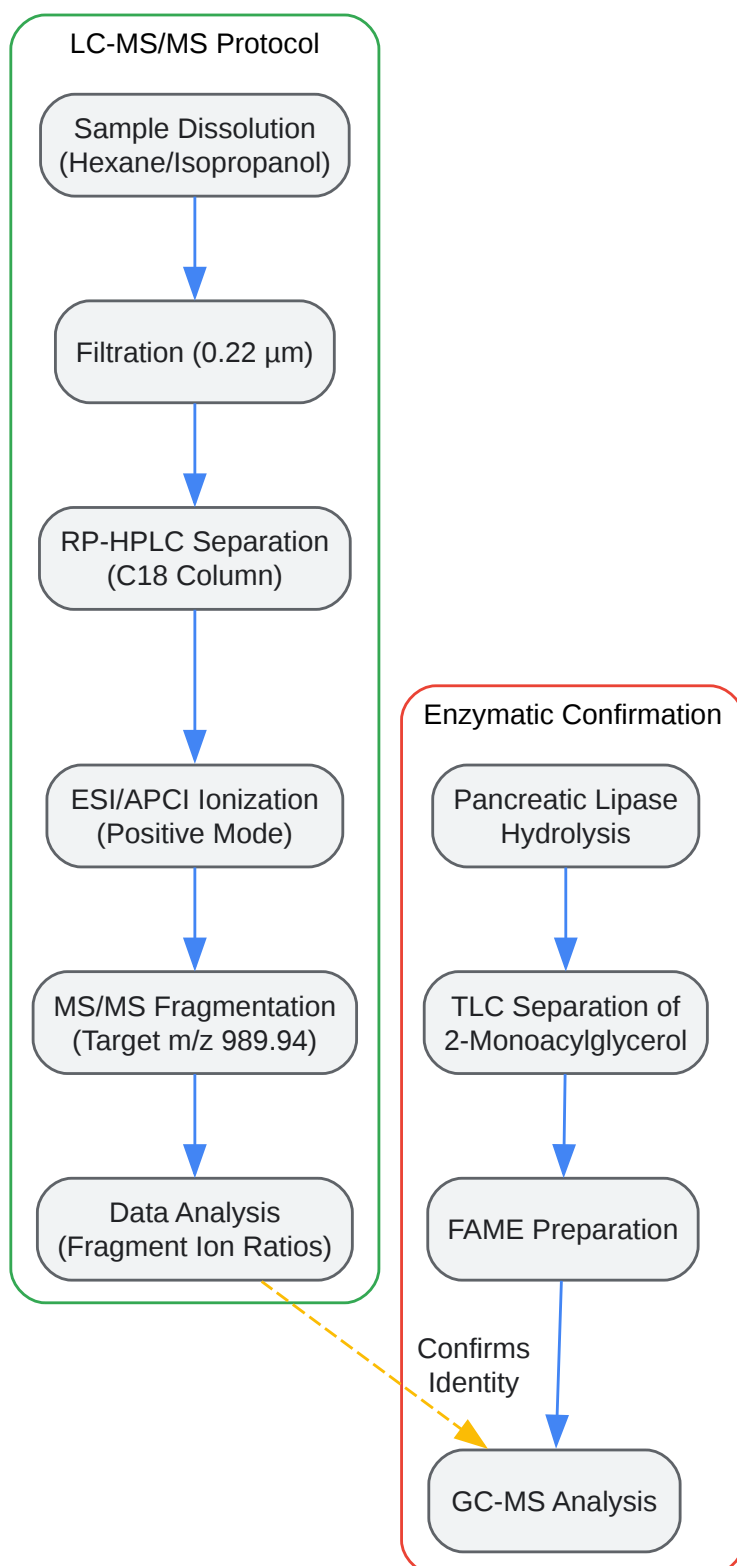 LC-MS/MS Protocol
Sample Dissolution
(Hexane/Isopropanol)
Filtration (0.22 µm)
RP-HPLC Separation
(C18 Column)
ESI/APCI Ionization
(Positive Mode)
MS/MS Fragmentation
(Target m/z 989.94)
Data Analysis
(Fragment Ion Ratios)
Enzymatic Confirmation
Pancreatic Lipase
Hydrolysis
TLC Separation of
2-Monoacylglycerol
FAME Preparation
Confirms
Identity
GC-MS Analysis